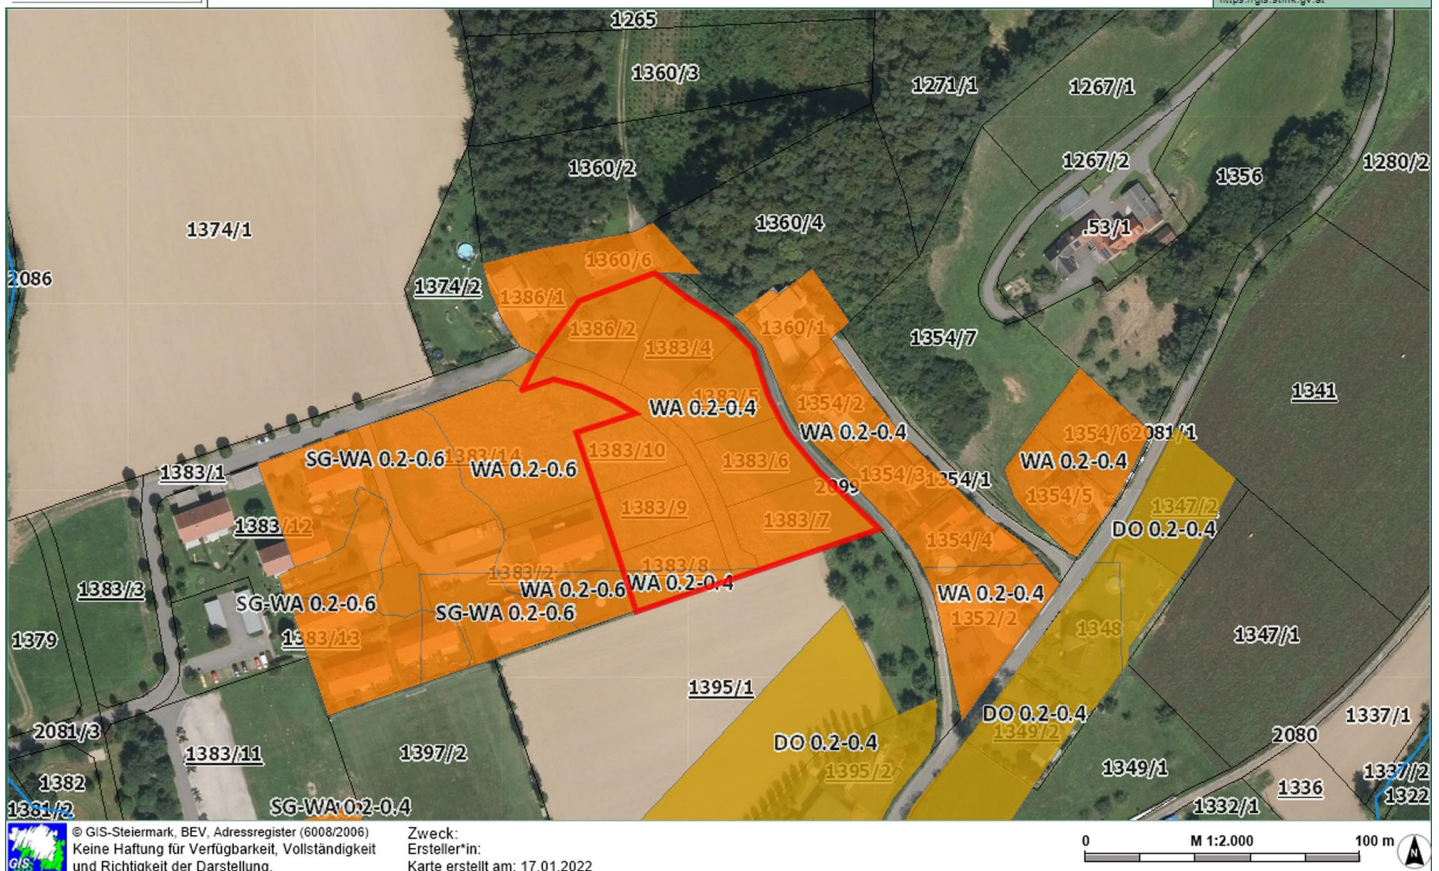 https://gis.stmk.gv.at
1265
1360/3
1271/1
1267/1
1360/2
1267/2
1356
1280/2
1374/1
1360/4
.53/1
2086
1374/2
1360/6
1386/1
1386/2
1360/1
1354/7
1383/4
1341
1383/5
WA 0.2-0.4
1354/2
WA 0.2-0.4
1354/6
2081/1
SG-WA 0.2-0.6
1383/14
WA 0.2-0.6
1383/10
1383/6
WA 0.2-0.4
1383/1
1354/3
1354/1
2099
1354/5
1383/9
1383/7
1347/2
DO 0.2-0.4
1383/12
1354/4
1383/3
1383/2
1383/8
WA 0.2-0.6
WA 0.2-0.4
WA 0.2-0.4
SG-WA 0.2-0.6
SG-WA 0.2-0.6
1352/2
1348
1379
1383/13
1347/1
1395/1
DO 0.2-0.4
1337/1
2081/3
1349/2
2080
1383/11
1397/2
DO 0.2-0.4
1395/2
1349/1
1337/2
1382
1336
1322
1381/2
SG-WA 0.2-0.4
1332/1
GIS
© GIS-Steiermark, BEV, Adressregister (6008/2006)
Keine Haftung für Verfügbarkeit, Vollständigkeit
und Richtigkeit der Darstellung.
Zweck:
Ersteller*in:
Karte erstellt am: 17.01.2022
0 M 1:2.000 100 m
N